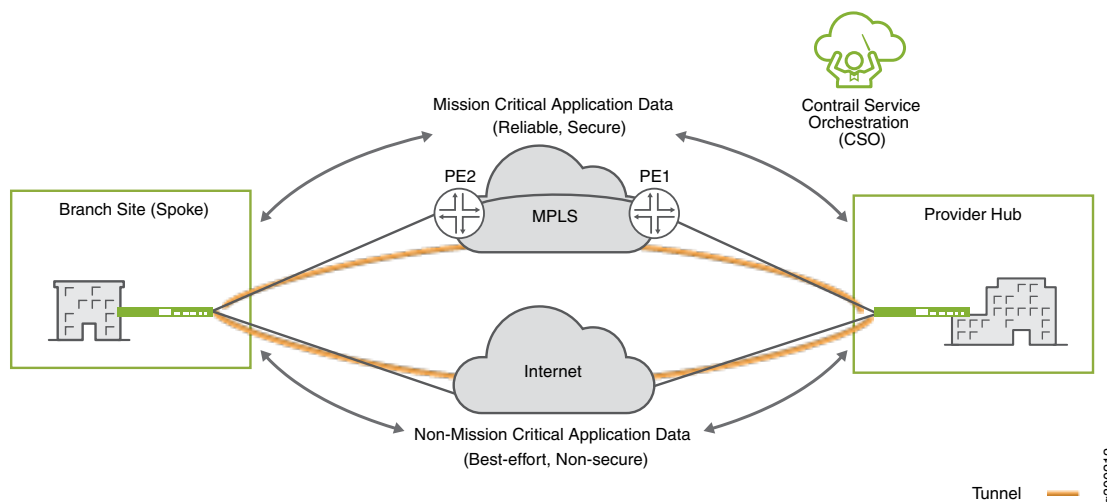 Mission Critical Application Data
(Reliable, Secure)
Contrail Service
Orchestration
(CSO)
PE2
PE1
Branch Site (Spoke)
MPLS
Provider Hub
Internet
Non-Mission Critical Application Data
(Best-effort, Non-secure)
Tunnel